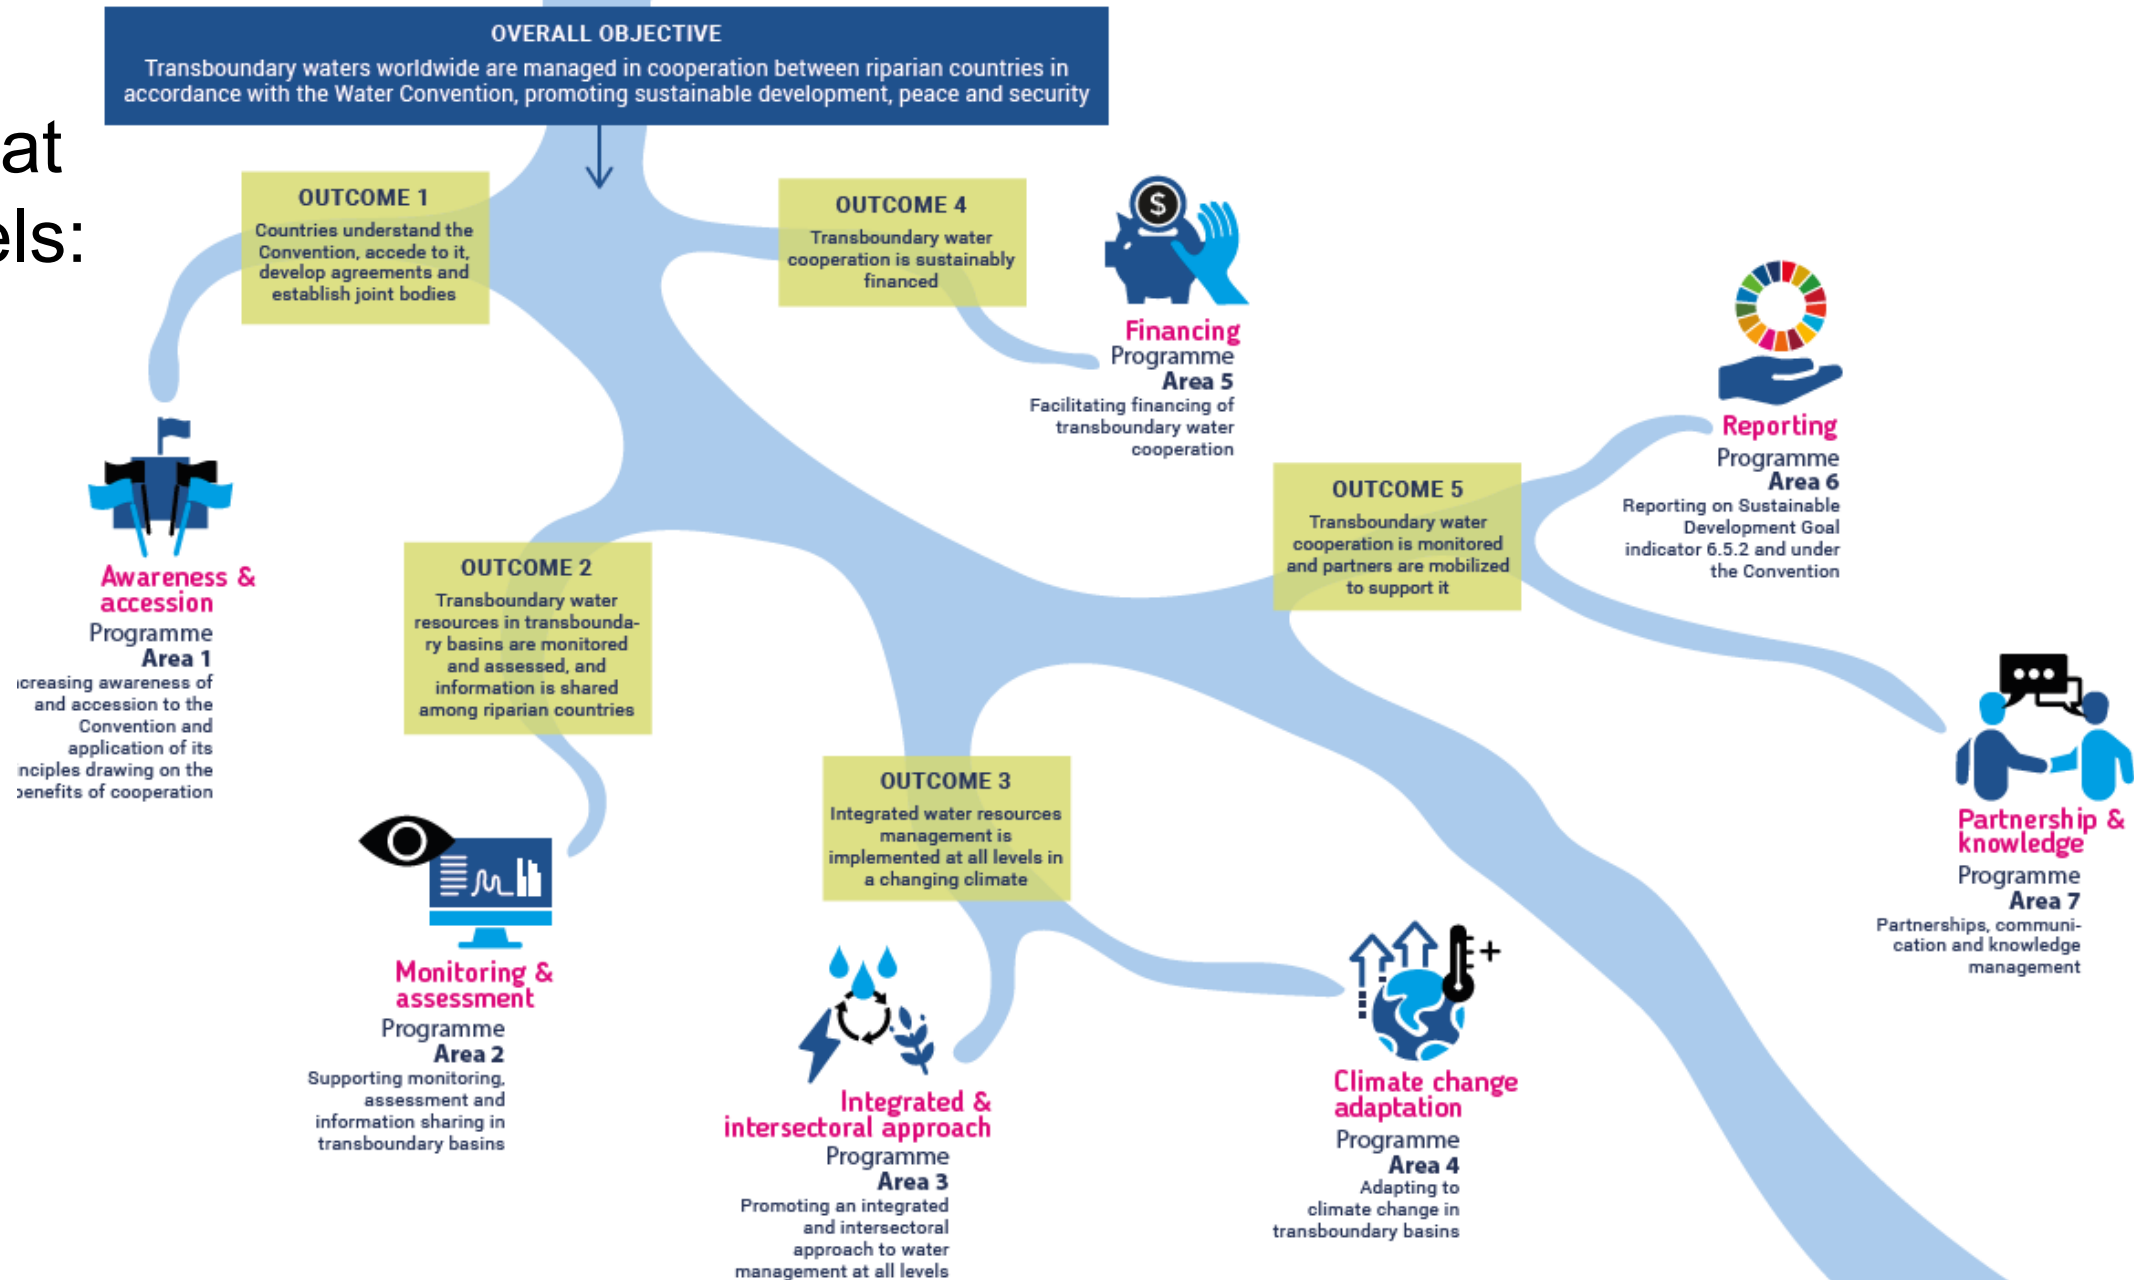 OVERALL OBJECTIVE
Transboundary waters worldwide are managed in cooperation between riparian countries in
accordance with the Water Convention, promoting sustainable development, peace and security
at
els:
OUTCOME 1
Countries understand the
Convention, accede to it,
develop agreements and
establish joint bodies
OUTCOME 4
Transboundary water
cooperation is sustainably
financed
$
Financing
Programme
Area 5
Facilitating financing of
transboundary water
cooperation
Reporting
Programme
Area 6
Reporting on Sustainable
Development Goal
indicator 6.5.2 and under
the Convention
OUTCOME 5
Transboundary water
cooperation is monitored
and partners are mobilized
to support it
Awareness &
accession
Programme
Area 1
creasing awareness of
and accession to the
Convention and
application of its
nciples drawing on the
benefits of cooperation
OUTCOME 2
Transboundary water
resources in transbounda-
ry basins are monitored
and assessed, and
information is shared
among riparian countries
Partnership &
knowledge
Programme
Area 7
Partnerships, communi-
cation and knowledge
management
OUTCOME 3
Integrated water resources
management is
implemented at all levels in
a changing climate
Monitoring &
assessment
Programme
Area 2
Supporting monitoring,
assessment and
information sharing in
transboundary basins
Integrated &
intersectoral approach
Programme
Area 3
Promoting an integrated
and intersectoral
approach to water
management at all levels
+
Climate change
adaptation
Programme
Area 4
Adapting to
climate change in
transboundary basins